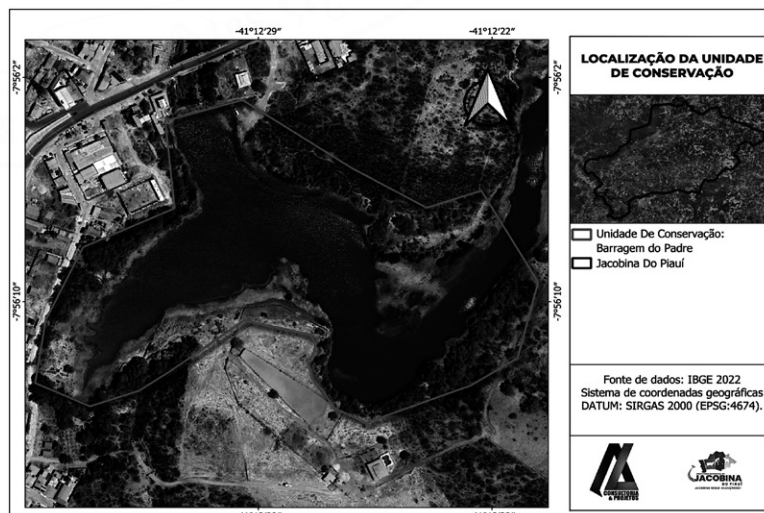 -41°12'29"
-41°12'22"
-7°56'2"
-7°56'2"
-7°56'10"
-7°56'10"
LOCALIZAÇÃO DA UNIDADE
DE CONSERVAÇÃO
Unidade De Conservação:
Barragem do Padre
Jacobina Do Piauí
Fonte de dados: IBGE 2022
Sistema de coordenadas geográficas
DATUM: SIRGAS 2000 (EPSG:4674).
CONSULTORIA
& PROJETOS
JACOBINA
DO PIAUÍ